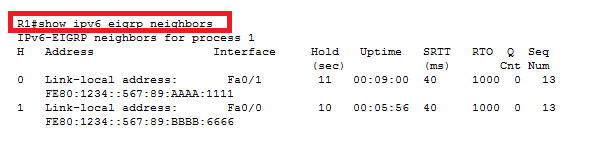 R1#show ipv6 eigrp neighbors
IPv6-EIGRP neighbors for process 1
H Address Interface Hold Uptime SRTT RTO Q Seq
(sec) (ms) Cnt Num
0 Link-local address: Fa0/1 11 00:09:00 40 1000 0 13
FE80:1234::567:89:AAAA:1111
1 Link-local address: Fa0/0 10 00:05:56 40 1000 0 13
FE80:1234::567:89:BBBB:6666